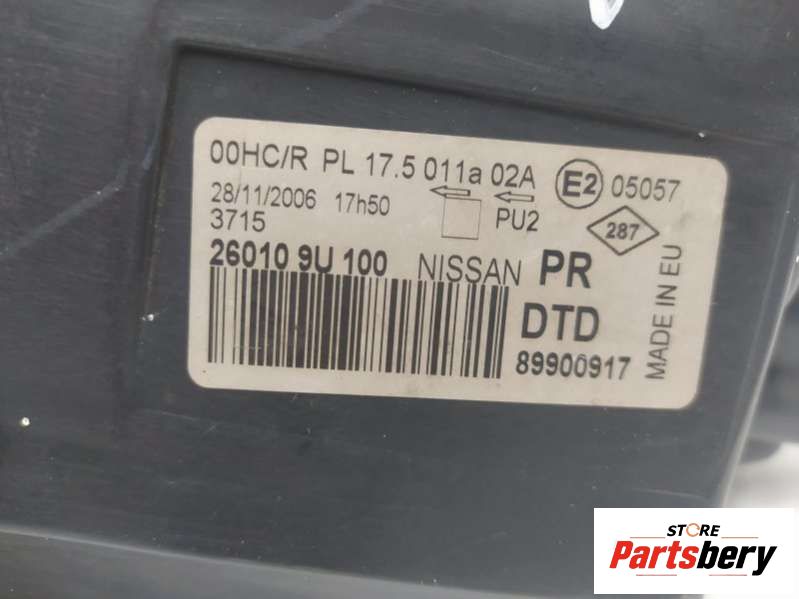 00HC/R PL 17.5 011a 02A E2 05057
28/11/2006 17h50
3715
PU2
287
26010 9U 100 NISSAN PR
DTD
89900917
MADE IN EU
STORE
Partsbery